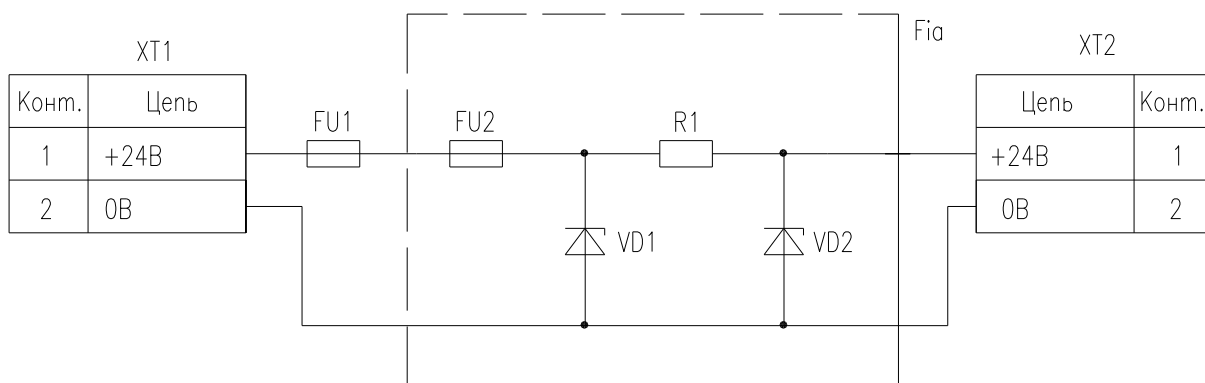 Fia
XT1
XT2
Конт.
Цепь
Цепь
Конт.
FU1
FU2
R1
1
+24В
+24В
1
2
0В
0В
2
VD1
VD2